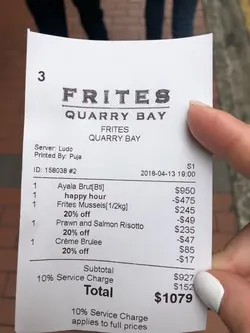 3
FRITES
QUARRY BAY
FRITES
QUARRY BAY
Server: Ludo
Printed By: Puja
S1
ID: 158038 #2 2018-04-13 19:00
1 Ayala Brut[Btl] $950
1 happy hour -$475
1 Frites Mussels[1/2kg] $245
20% off -$49
1 Prawn and Salmon Risotto $235
20% off -$47
1 Crème Brulee $85
20% off -$17
Subtotal $927
10% Service Charge $152
Total $1079
10% Service Charge
applies to full prices